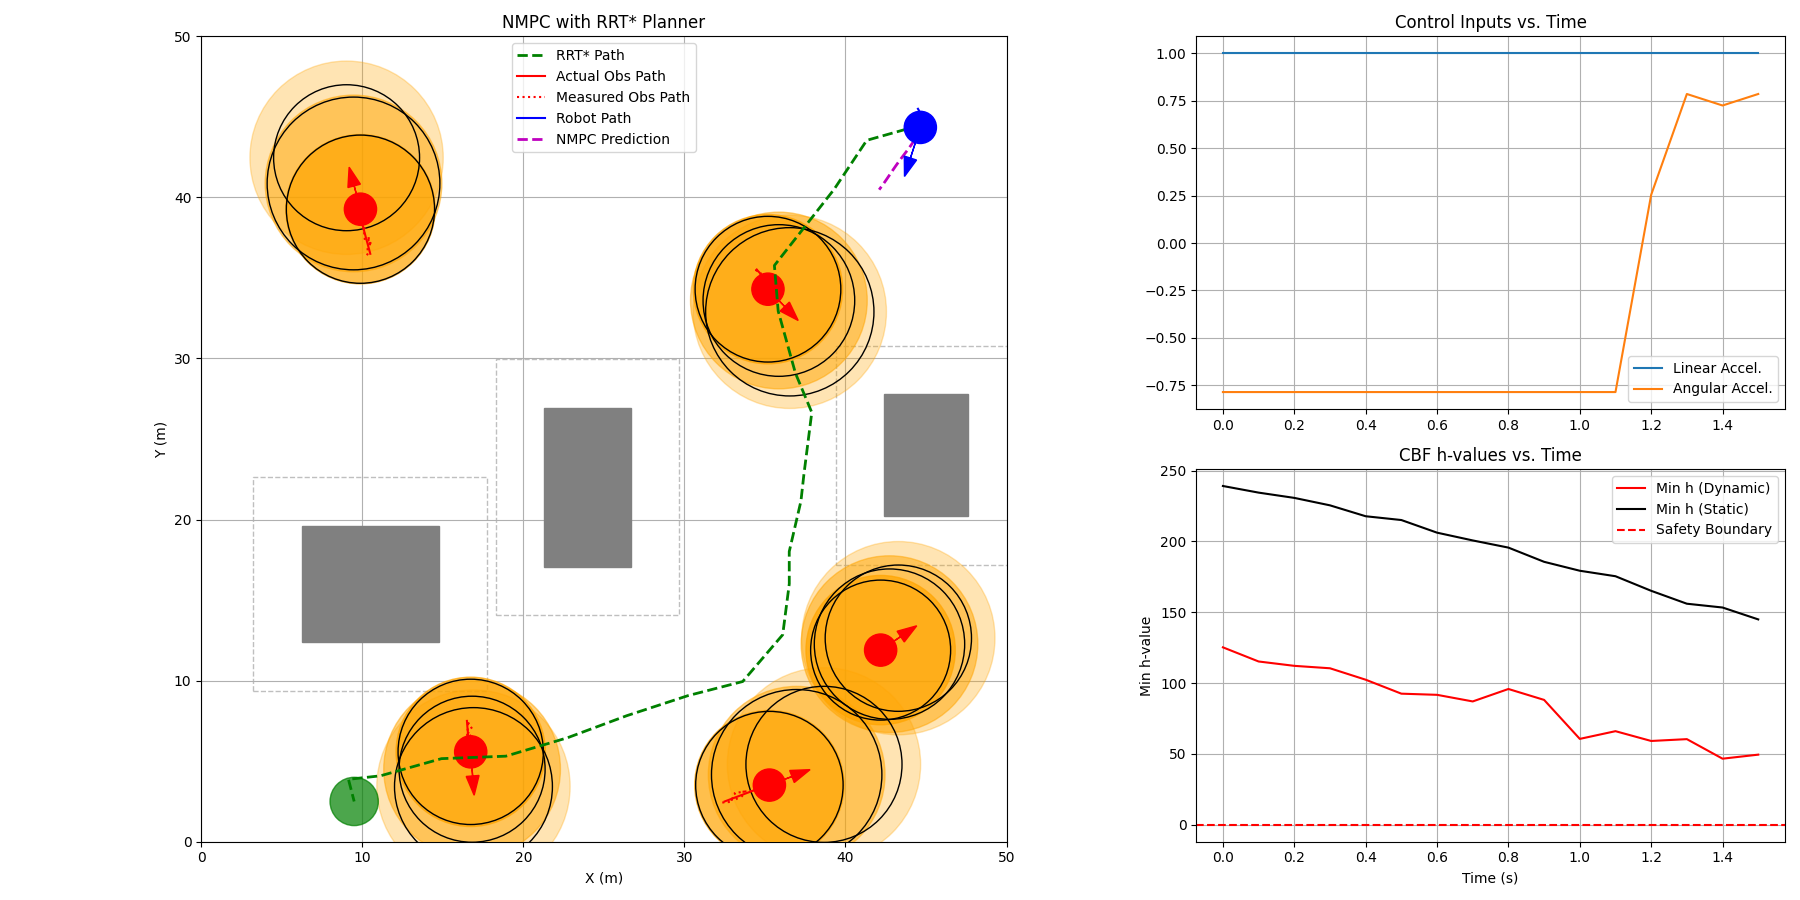 NMPC with RRT* Planner
RRT* Path
Actual Obs Path
Measured Obs Path
Robot Path
NMPC Prediction
50
40
30
20
10
0
Y (m)
0 10 20 30 40 50
X (m)
Control Inputs vs. Time
1.00
0.75
0.50
0.25
0.00
−0.25
−0.50
−0.75
Linear Accel.
Angular Accel.
0.0 0.2 0.4 0.6 0.8 1.0 1.2 1.4
CBF h-values vs. Time
250
200
150
100
50
0
Min h-value
Min h (Dynamic)
Min h (Static)
Safety Boundary
0.0 0.2 0.4 0.6 0.8 1.0 1.2 1.4
Time (s)